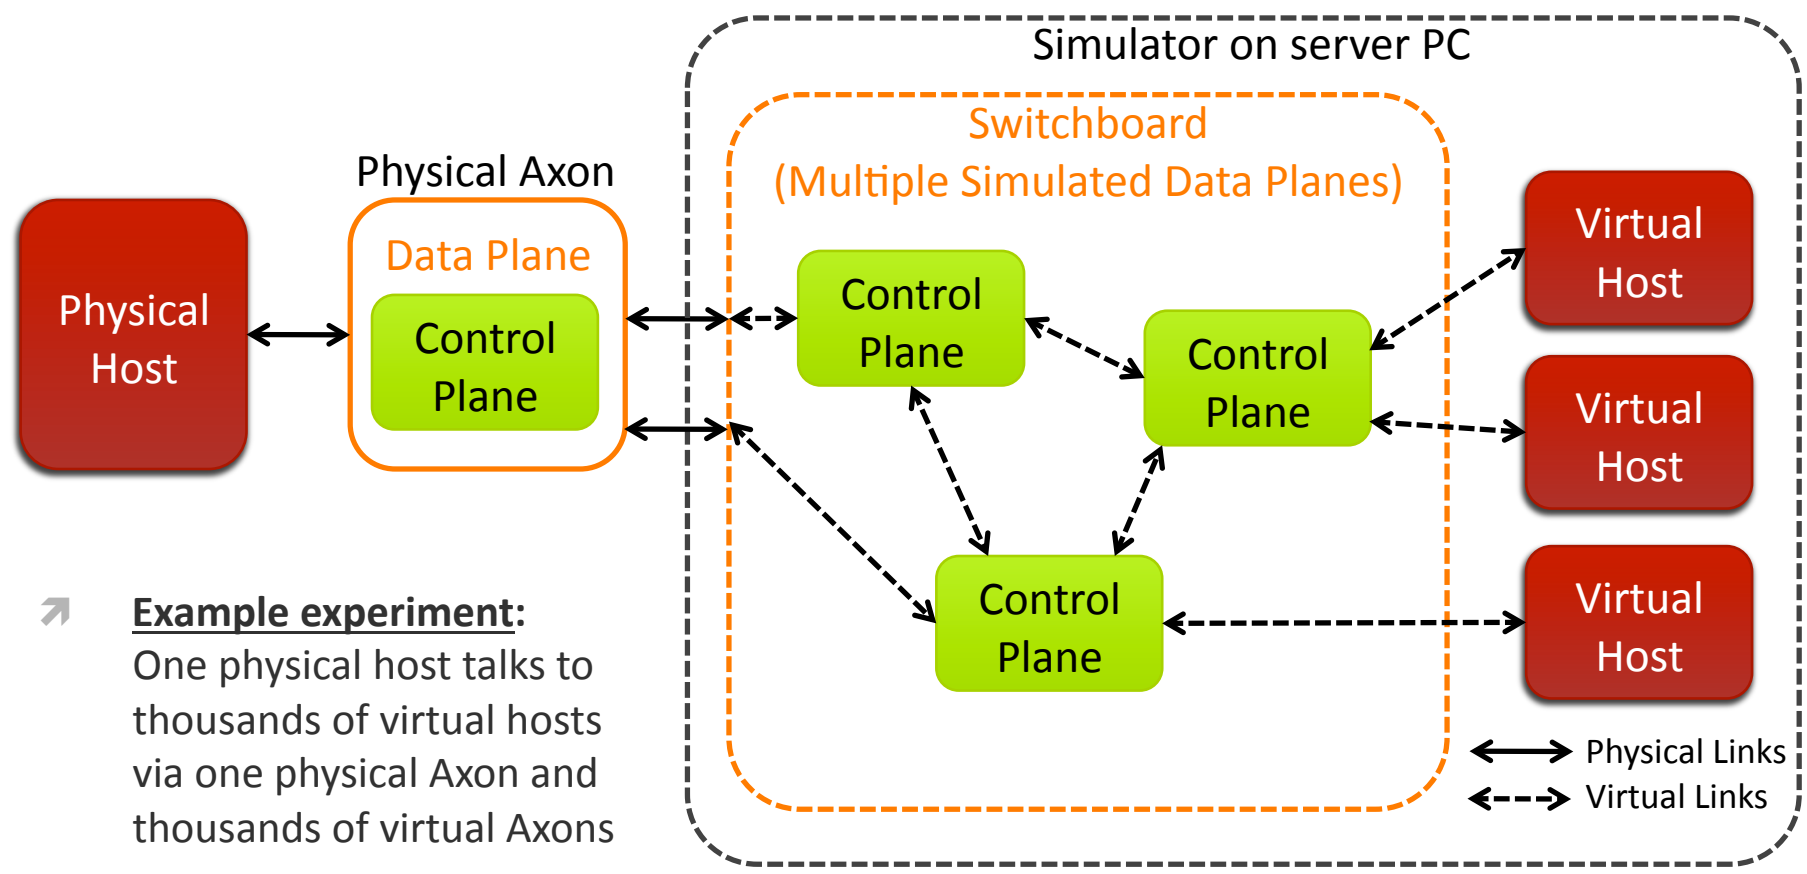 Simulator on server PC
Switchboard
(Multiple Simulated Data Planes)
Physical Axon
Data Plane
Control
Plane
Physical
Host
Control
Plane
Control
Plane
Control
Plane
Virtual
Host
Virtual
Host
Virtual
Host
Physical Links
Virtual Links
Example experiment:
One physical host talks to
thousands of virtual hosts
via one physical Axon and
thousands of virtual Axons